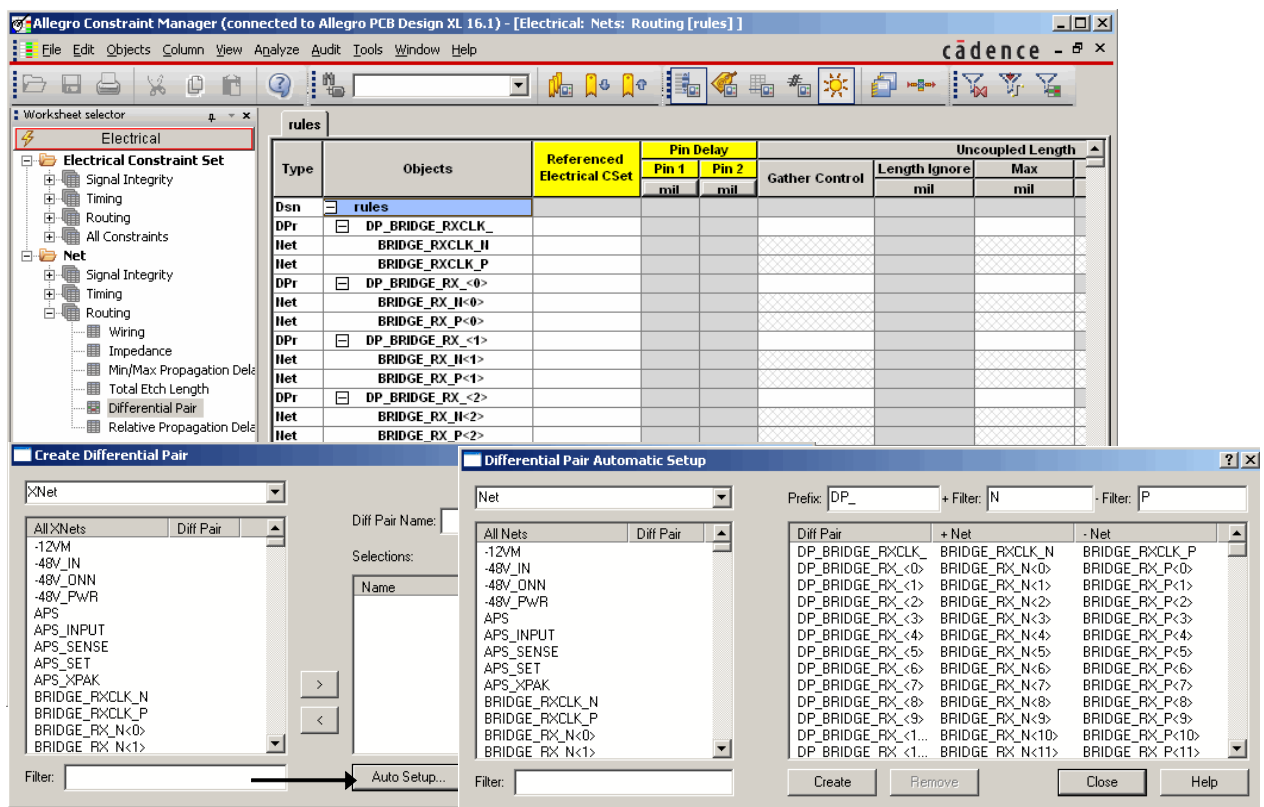 Allegro Constraint Manager (connected to Allegro PCB Design XL 16.1) - [Electrical: Nets: Routing [rules] ]
File Edit Objects Column View Analyze Audit Tools Window Help
cādence
Worksheet selector
Electrical
Electrical Constraint Set
Signal Integrity
Timing
Routing
All Constraints
Net
Signal Integrity
Timing
Routing
Wiring
Impedance
Min/Max Propagation Dela
Total Etch Length
Differential Pair
Relative Propagation Dela
rules
Type Objects Referenced Electrical CSet Pin Delay Uncoupled Length
Pin 1 Pin 2 Gather Control Length Ignore Max
mil mil mil mil
Dsn rules
DPr DP_BRIDGE_RXCLK_
Net BRIDGE_RXCLK_N
Net BRIDGE_RXCLK_P
DPr DP_BRIDGE_RX_<0>
Net BRIDGE_RX_N<0>
Net BRIDGE_RX_P<0>
DPr DP_BRIDGE_RX_<1>
Net BRIDGE_RX_N<1>
Net BRIDGE_RX_P<1>
DPr DP_BRIDGE_RX_<2>
Net BRIDGE_RX_N<2>
Net BRIDGE_RX_P<2>
Create Differential Pair
XNet
All XNets Diff Pair
-12VM
-48V_IN
-48V_ONN
-48V_PWR
APS
APS_INPUT
APS_SENSE
APS_SET
APS_XPAK
BRIDGE_RXCLK_N
BRIDGE_RXCLK_P
BRIDGE_RX_N<0>
BRIDGE_RX_N<1>
Filter:
Diff Pair Name:
Selections:
Name
>
<
Auto Setup...
Differential Pair Automatic Setup
Net
Prefix: DP_ + Filter: N - Filter: P
All Nets Diff Pair
-12VM
-48V_IN
-48V_ONN
-48V_PWR
APS
APS_INPUT
APS_SENSE
APS_SET
APS_XPAK
BRIDGE_RXCLK_N
BRIDGE_RXCLK_P
BRIDGE_RX_N<0>
BRIDGE_RX_N<1>
Filter:
Diff Pair + Net - Net
DP_BRIDGE_RXCLK_ BRIDGE_RXCLK_N BRIDGE_RXCLK_P
DP_BRIDGE_RX_<0> BRIDGE_RX_N<0> BRIDGE_RX_P<0>
DP_BRIDGE_RX_<1> BRIDGE_RX_N<1> BRIDGE_RX_P<1>
DP_BRIDGE_RX_<2> BRIDGE_RX_N<2> BRIDGE_RX_P<2>
DP_BRIDGE_RX_<3> BRIDGE_RX_N<3> BRIDGE_RX_P<3>
DP_BRIDGE_RX_<4> BRIDGE_RX_N<4> BRIDGE_RX_P<4>
DP_BRIDGE_RX_<5> BRIDGE_RX_N<5> BRIDGE_RX_P<5>
DP_BRIDGE_RX_<6> BRIDGE_RX_N<6> BRIDGE_RX_P<6>
DP_BRIDGE_RX_<7> BRIDGE_RX_N<7> BRIDGE_RX_P<7>
DP_BRIDGE_RX_<8> BRIDGE_RX_N<8> BRIDGE_RX_P<8>
DP_BRIDGE_RX_<9> BRIDGE_RX_N<9> BRIDGE_RX_P<9>
DP_BRIDGE_RX_<1... BRIDGE_RX_N<10> BRIDGE_RX_P<10>
DP_BRIDGE_RX_<1... BRIDGE_RX_N<11> BRIDGE_RX_P<11>
Create Remove Close Help